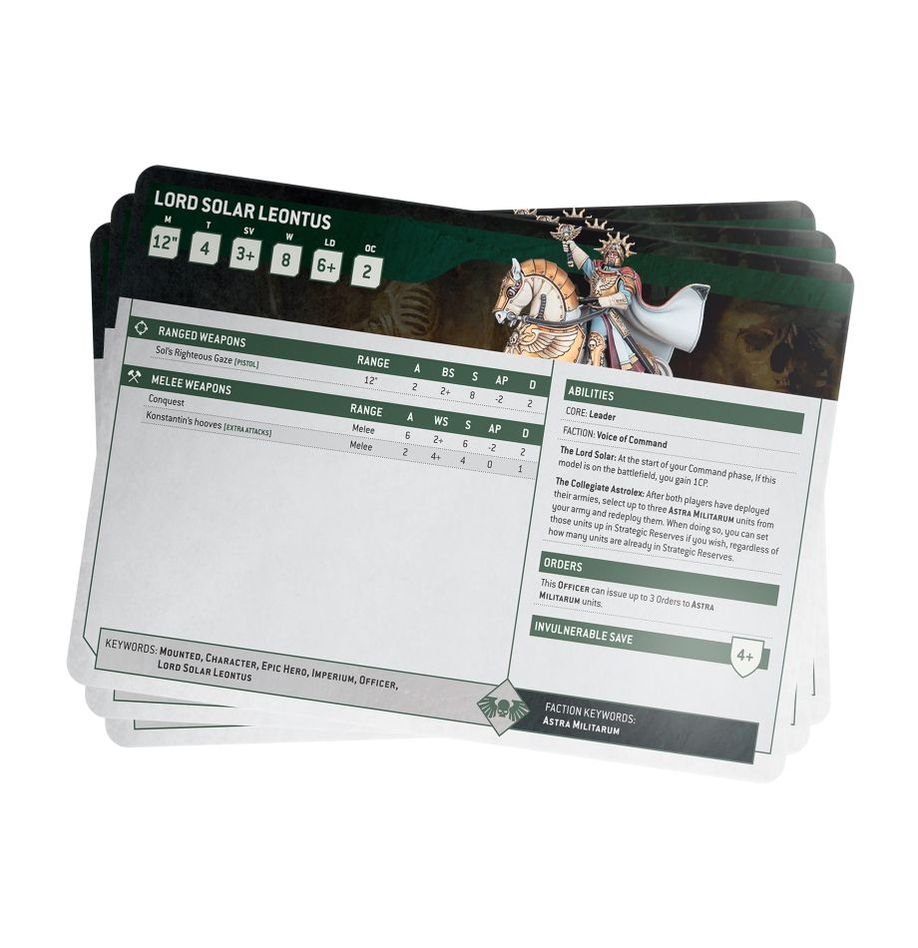 LORD SOLAR LEONTUS
M T SV W LD OC
12" 4 3+ 8 6+ 2
RANGED WEAPONS RANGE A BS S AP D
Sol's Righteous Gaze [PISTOL] 12" 2 2+ 8 -2 2
MELEE WEAPONS RANGE A WS S AP D
Conquest Melee 6 2+ 6 -2 2
Konstantin's hooves [EXTRA ATTACKS] Melee 2 4+ 4 0 1
ABILITIES
CORE: Leader
FACTION: Voice of Command
The Lord Solar: At the start of your Command phase, If this
model is on the battlefield, you gain 1CP.
The Collegiate Astrolex: After both players have deployed
their armies, select up to three ASTRA MILITARUM units from
your army and redeploy them. When doing so, you can set
those units up in Strategic Reserves if you wish, regardless of
how many units are already in Strategic Reserves.
ORDERS
This OFFICER can issue up to 3 Orders to ASTRA
MILITARUM units.
INVULNERABLE SAVE 4+
KEYWORDS: MOUNTED, CHARACTER, EPIC HERO, IMPERIUM, OFFICER,
LORD SOLAR LEONTUS
FACTION KEYWORDS:
ASTRA MILITARUM